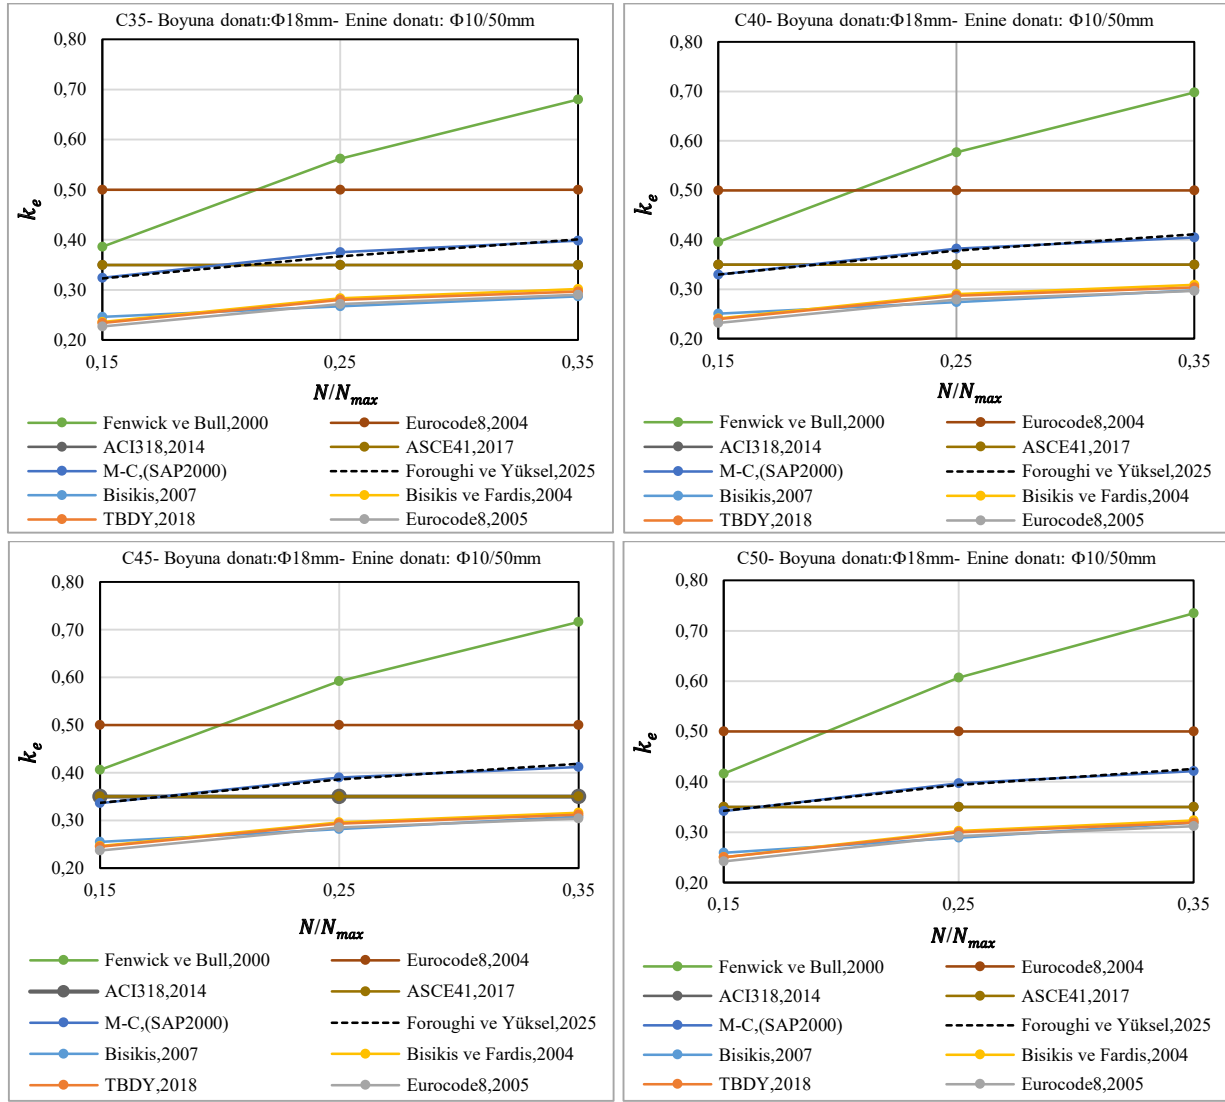 C35- Boyuna donatı:Φ18mm- Enine donatı: Φ10/50mm
0,80
0,70
0,60
0,50
0,40
0,30
0,20
k_e
0,15 0,25 0,35
N/N_max
Fenwick ve Bull,2000 Eurocode8,2004
ACI318,2014 ASCE41,2017
M-C,(SAP2000) Foroughi ve Yüksel,2025
Bisikis,2007 Bisikis ve Fardis,2004
TBDY,2018 Eurocode8,2005
C40- Boyuna donatı:Φ18mm- Enine donatı: Φ10/50mm
0,80
0,70
0,60
0,50
0,40
0,30
0,20
k_e
0,15 0,25 0,35
N/N_max
Fenwick ve Bull,2000 Eurocode8,2004
ACI318,2014 ASCE41,2017
M-C,(SAP2000) Foroughi ve Yüksel,2025
Bisikis,2007 Bisikis ve Fardis,2004
TBDY,2018 Eurocode8,2005
C45- Boyuna donatı:Φ18mm- Enine donatı: Φ10/50mm
0,80
0,70
0,60
0,50
0,40
0,30
0,20
k_e
0,15 0,25 0,35
N/N_max
Fenwick ve Bull,2000 Eurocode8,2004
ACI318,2014 ASCE41,2017
M-C,(SAP2000) Foroughi ve Yüksel,2025
Bisikis,2007 Bisikis ve Fardis,2004
TBDY,2018 Eurocode8,2005
C50- Boyuna donatı:Φ18mm- Enine donatı: Φ10/50mm
0,80
0,70
0,60
0,50
0,40
0,30
0,20
k_e
0,15 0,25 0,35
N/N_max
Fenwick ve Bull,2000 Eurocode8,2004
ACI318,2014 ASCE41,2017
M-C,(SAP2000) Foroughi ve Yüksel,2025
Bisikis,2007 Bisikis ve Fardis,2004
TBDY,2018 Eurocode8,2005